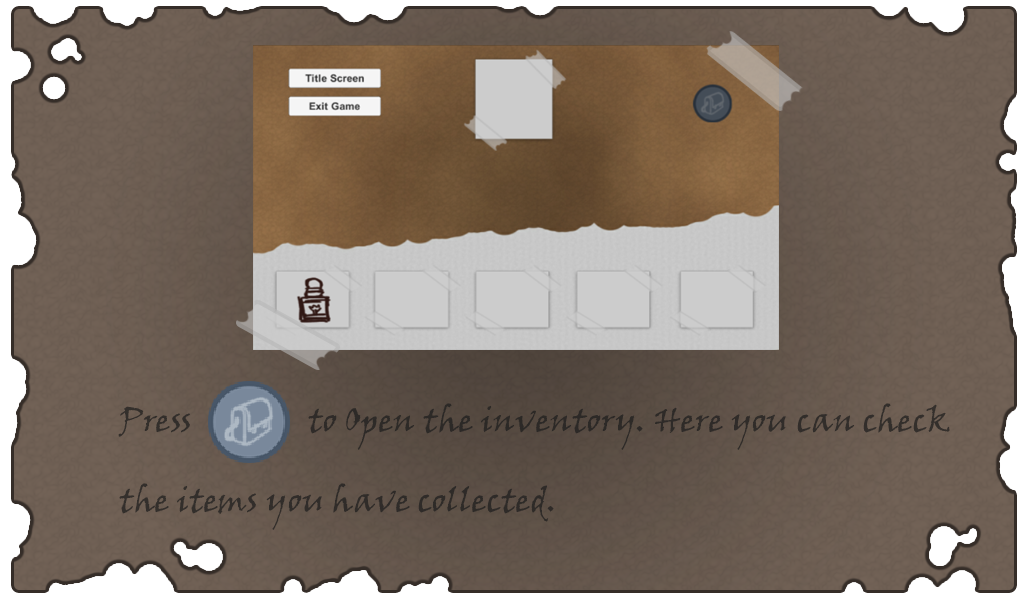 Title Screen
Exit Game
Press to Open the inventory. Here you can check
the items you have collected.